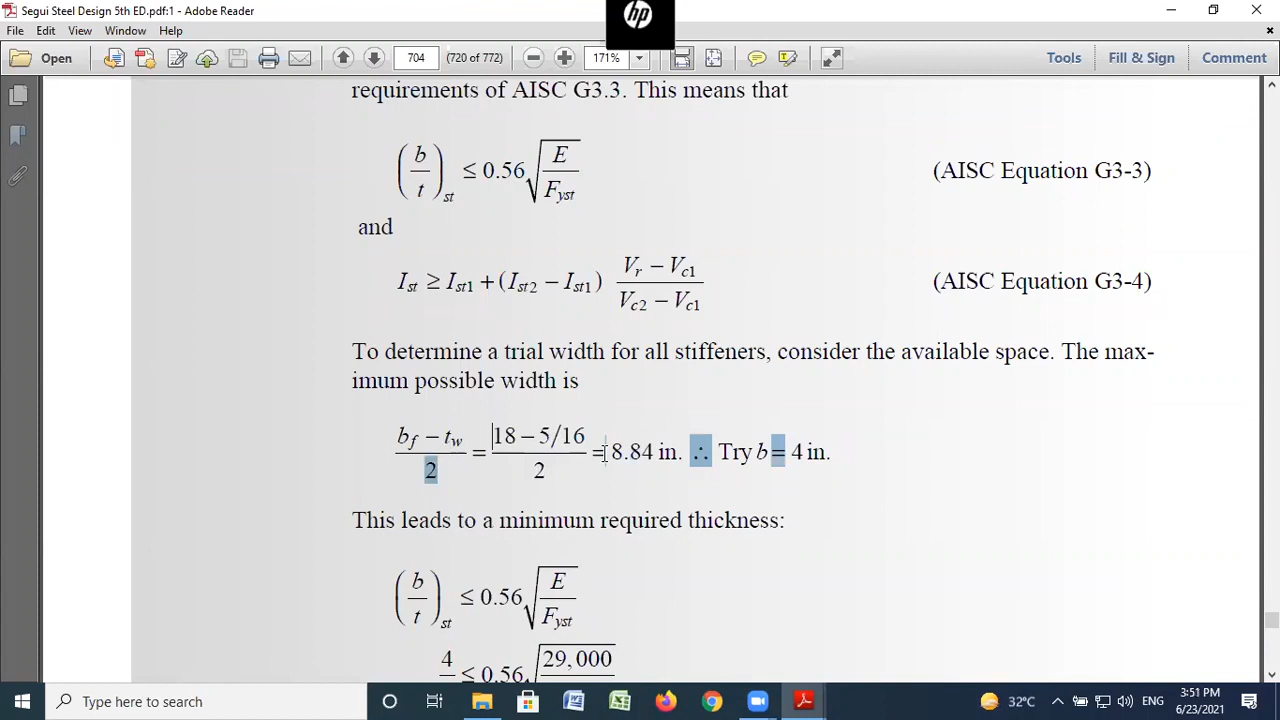 Segui Steel Design 5th ED.pdf:1 - Adobe Reader
hp
File Edit View Window Help
Open 704 (720 of 772) 171% Tools Fill & Sign Comment
requirements of AISC G3.3. This means that
(b/t)st ≤ 0.56√(E/Fyst) (AISC Equation G3-3)
and
Ist ≥ Ist1 + (Ist2 − Ist1) (Vr − Vc1)/(Vc2 − Vc1) (AISC Equation G3-4)
To determine a trial width for all stiffeners, consider the available space. The max-
imum possible width is
(bf − tw)/2 = (18 − 5/16)/2 = 8.84 in. ∴ Try b = 4 in.
This leads to a minimum required thickness:
(b/t)st ≤ 0.56√(E/Fyst)
4 ≤ 0.56√29,000
Type here to search
32°C ENG 3:51 PM
6/23/2021